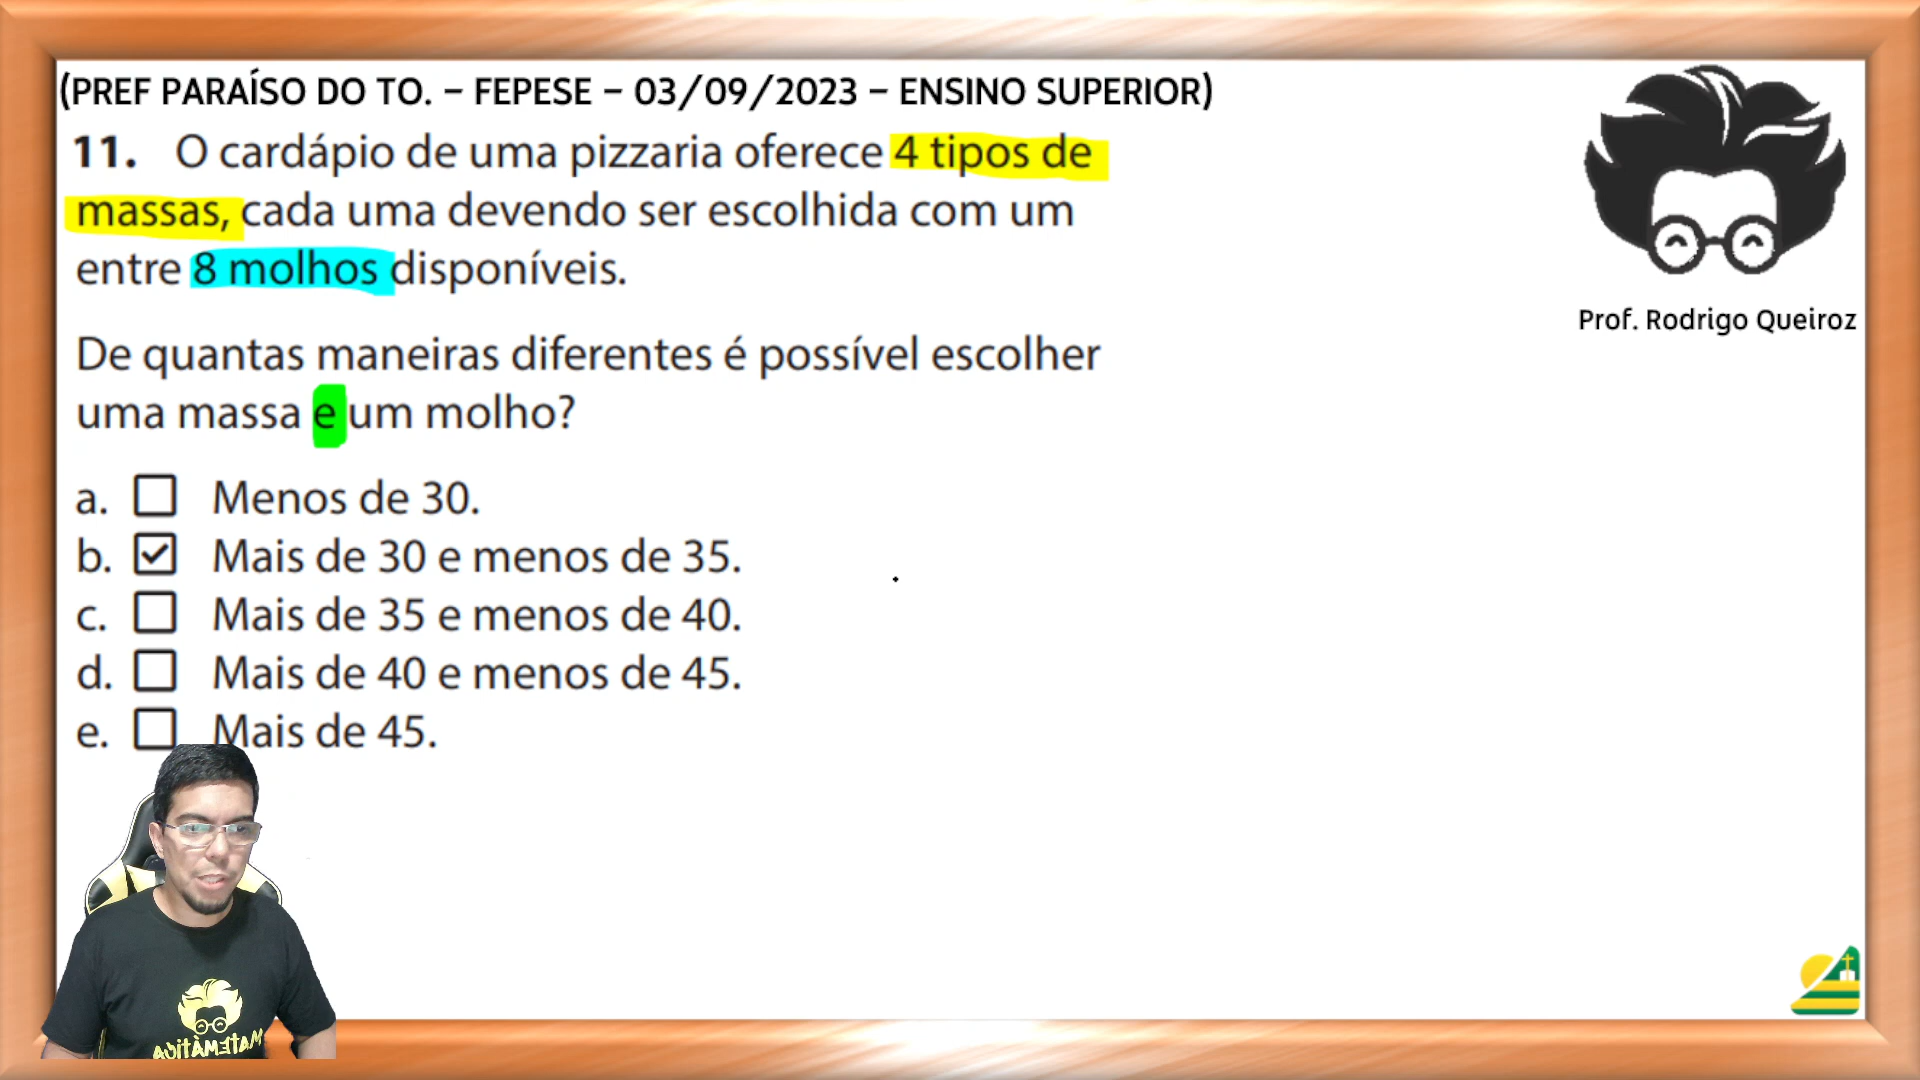 (PREF PARAÍSO DO TO. – FEPESE – 03/09/2023 – ENSINO SUPERIOR)
11. O cardápio de uma pizzaria oferece 4 tipos de
massas, cada uma devendo ser escolhida com um
entre 8 molhos disponíveis.
De quantas maneiras diferentes é possível escolher
uma massa e um molho?
a. Menos de 30.
b. Mais de 30 e menos de 35.
c. Mais de 35 e menos de 40.
d. Mais de 40 e menos de 45.
e. Mais de 45.
Prof. Rodrigo Queiroz
MATEMÁTICA